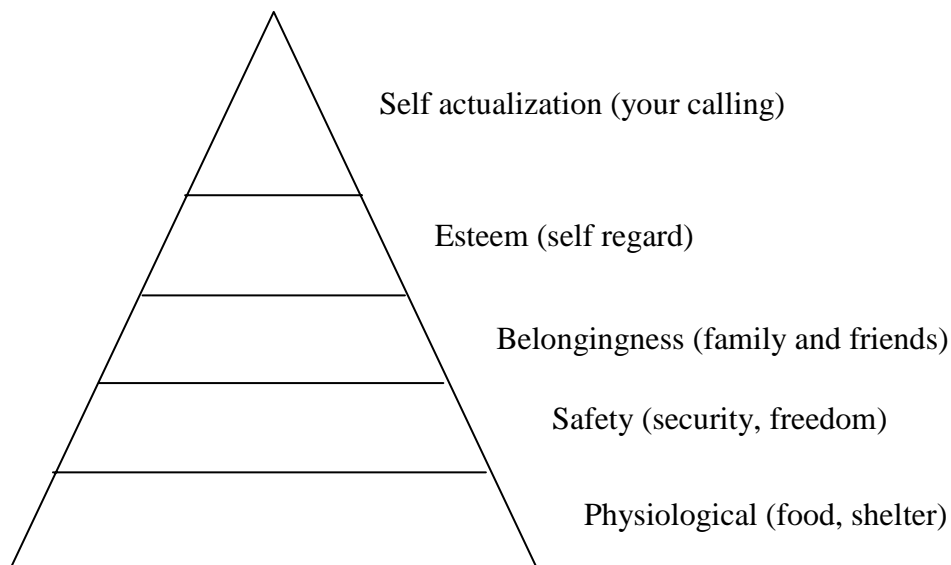 Self actualization (your calling)
Esteem (self regard)
Belongingness (family and friends)
Safety (security, freedom)
Physiological (food, shelter)